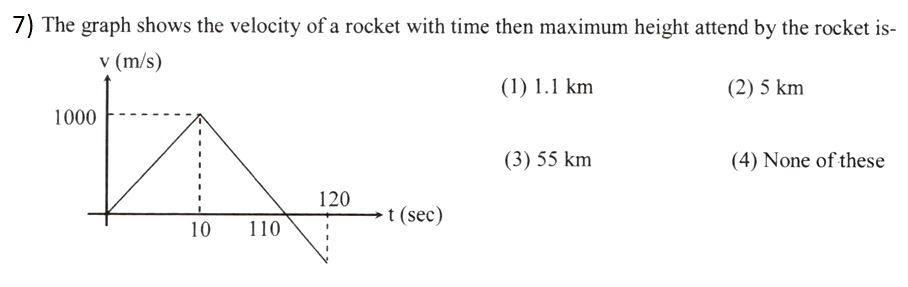 7) The graph shows the velocity of a rocket with time then maximum height attend by the rocket is-
v (m/s)
(1) 1.1 km
(2) 5 km
1000
(3) 55 km
(4) None of these
120
t (sec)
10
110